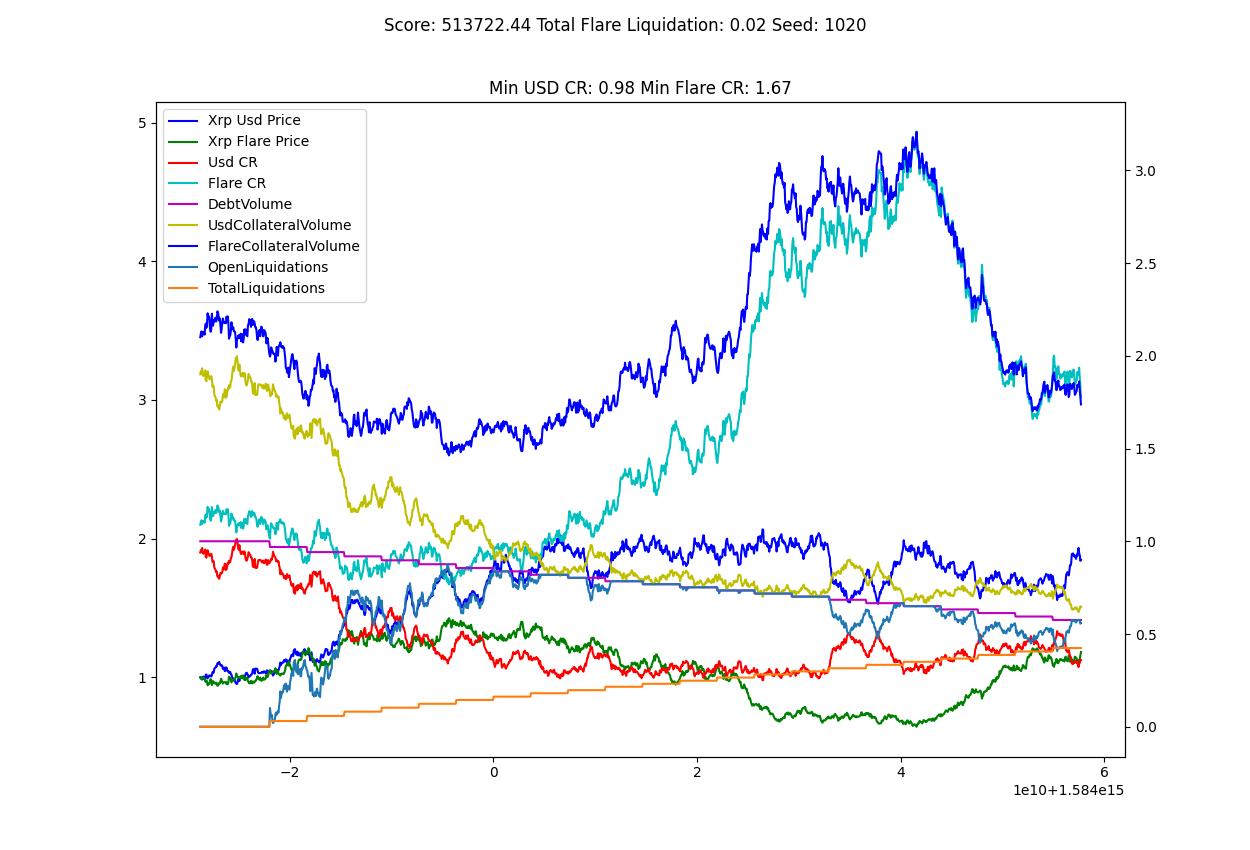 Score: 513722.44 Total Flare Liquidation: 0.02 Seed: 1020
Min USD CR: 0.98 Min Flare CR: 1.67
Xrp Usd Price
Xrp Flare Price
Usd CR
Flare CR
DebtVolume
UsdCollateralVolume
FlareCollateralVolume
OpenLiquidations
TotalLiquidations
5
4
3
2
1
3.0
2.5
2.0
1.5
1.0
0.5
0.0
−2 0 2 4 6
1e10+1.584e15